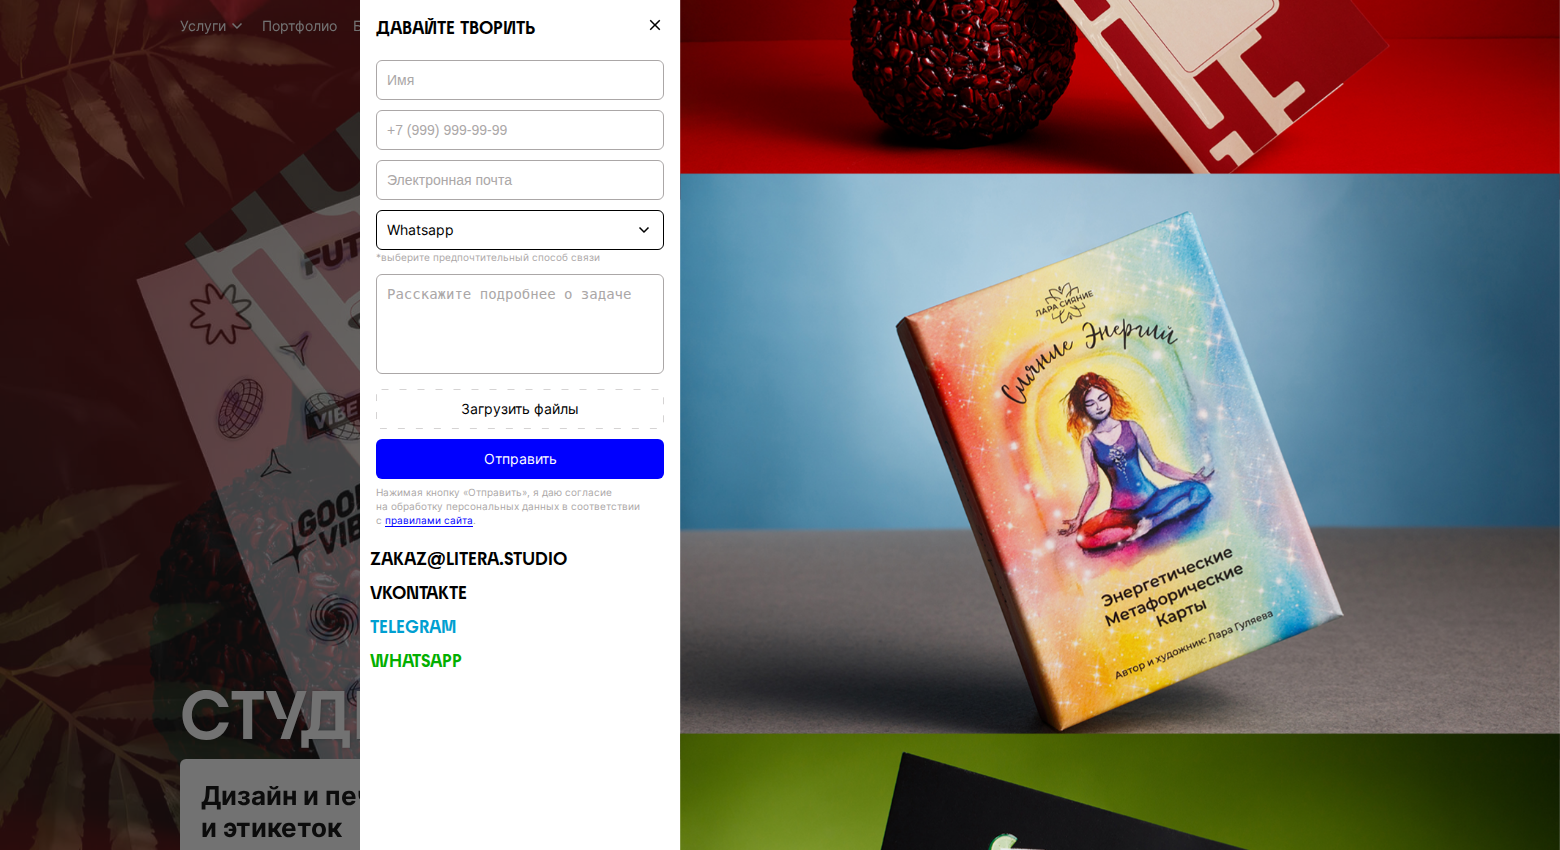 Услуги
Портфолио
ДАВАЙТЕ ТВОРИТЬ
Имя
+7 (999) 999-99-99
Электронная почта
Whatsapp
*выберите предпочтительный способ связи
Расскажите подробнее о задаче
Загрузить файлы
Отправить
Нажимая кнопку «Отправить», я даю согласие
на обработку персональных данных в соответствии
с правилами сайта.
ZAKAZ@LITERA.STUDIO
VKONTAKTE
TELEGRAM
WHATSAPP
FUT
VIBE
GOOD
VIB
СТУДИ
Дизайн и печ
и этикеток
ЛАРА СИЯНИЕ
Сияние Энергий
Энергетические
Метафорические
Карты
Автор и художник: Лара Гуляева